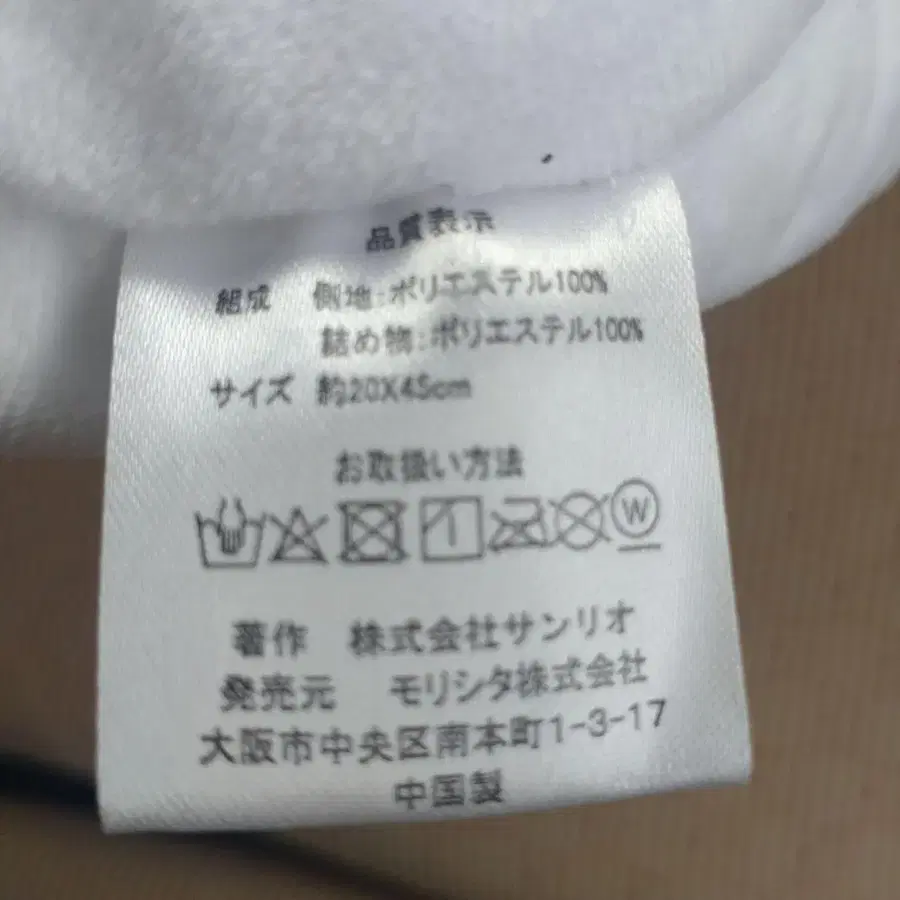 品質表示
組成 側地:ポリエステル100%
詰め物:ポリエステル100%
サイズ 約20X45cm
お取扱い方法
W
著作 株式会社サンリオ
発売元 モリシタ株式会社
大阪市中央区南本町1-3-17
中国製